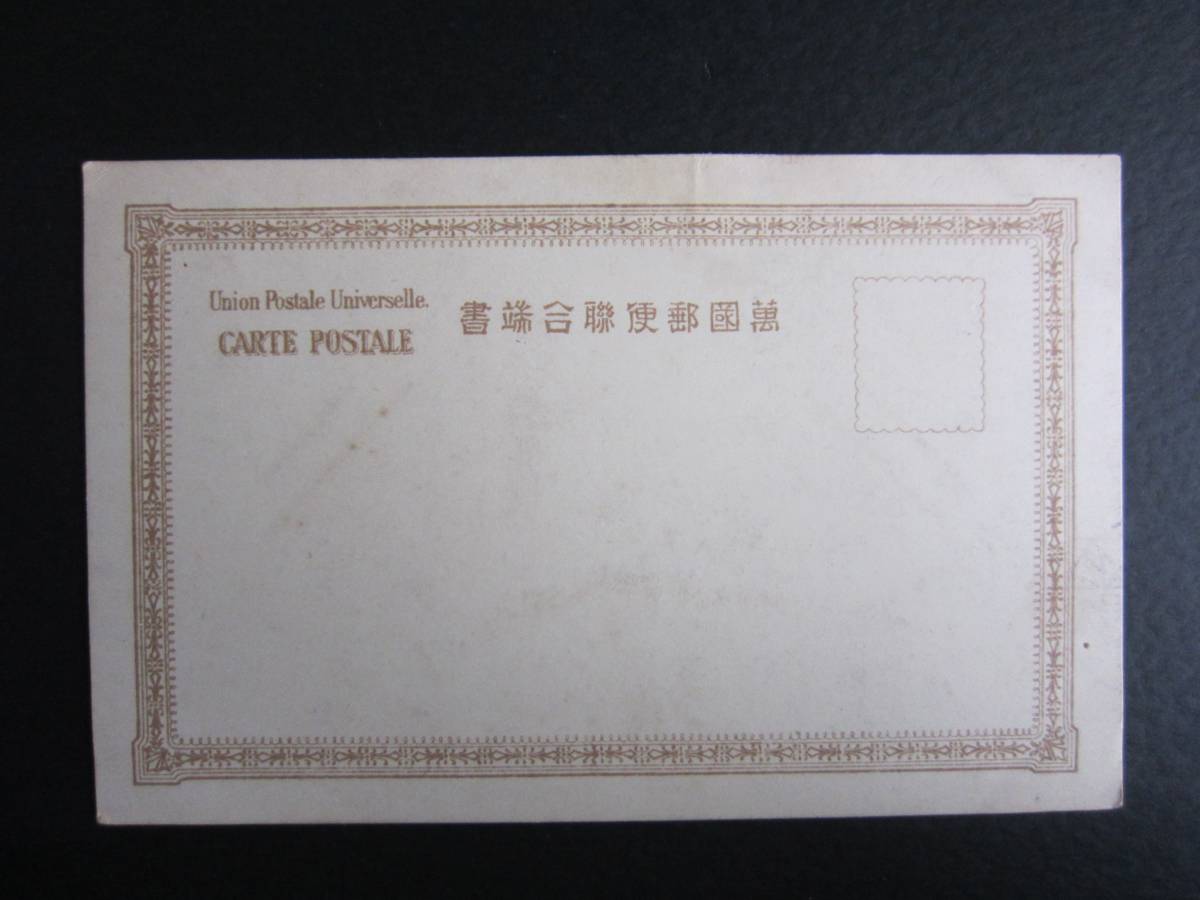 Union Postale Universelle.
CARTE POSTALE
萬國郵便聯合端書